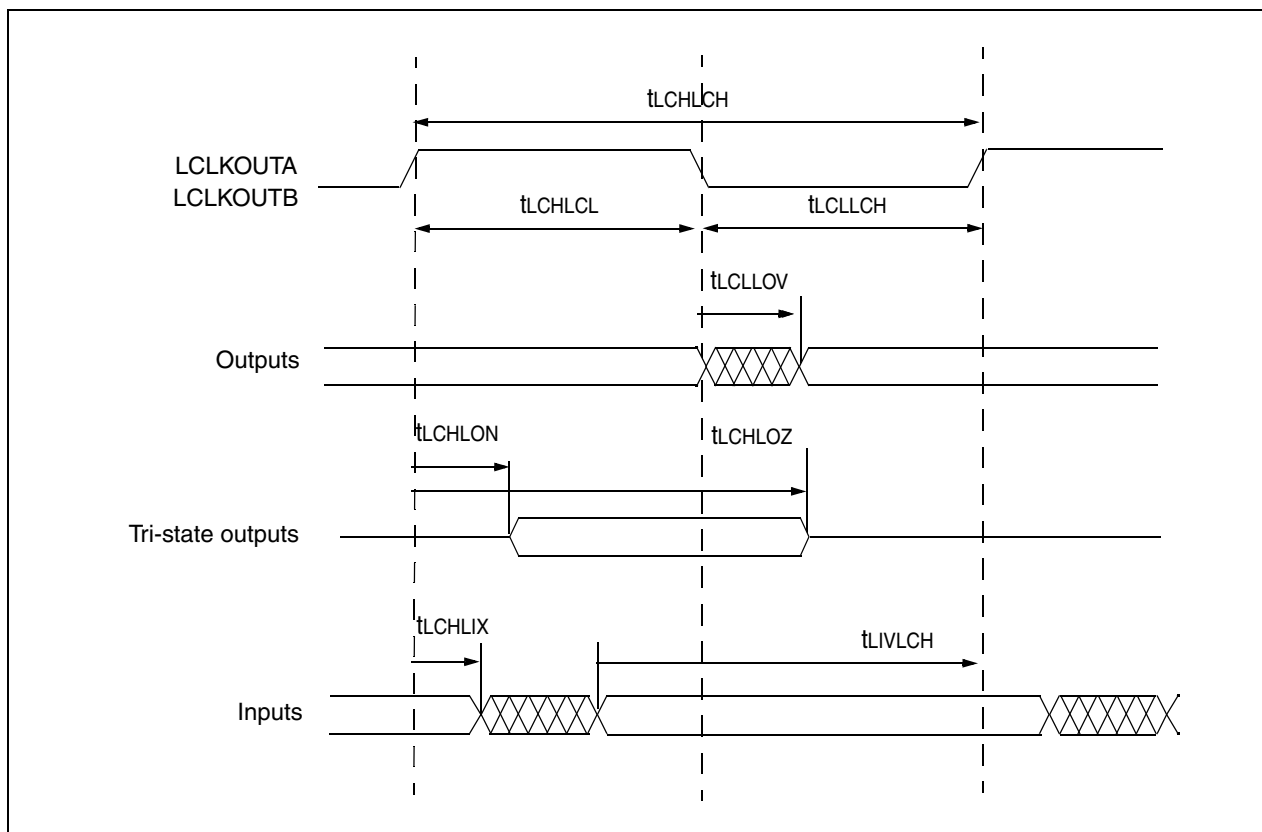 tLCHLCH
LCLKOUTA
LCLKOUTB
tLCHLCL
tLCLLCH
tLCLLOV
Outputs
tLCHLON
tLCHLOZ
Tri-state outputs
tLCHLIX
tLIVLCH
Inputs